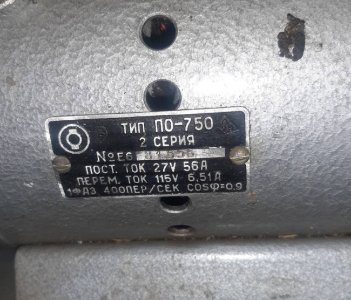 ТИП ПО-750
2 СЕРИЯ
№Е6
ПОСТ. ТОК 27V 56А
ПЕРЕМ. ТОК 115V 6,51А
1ФАЗ 400ПЕР/СЕК COSφ=0,9